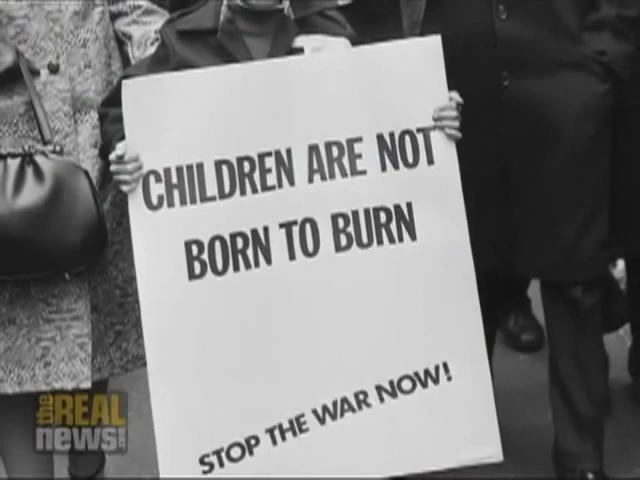 CHILDREN ARE NOT
BORN TO BURN
STOP THE WAR NOW!
the REAL
news!